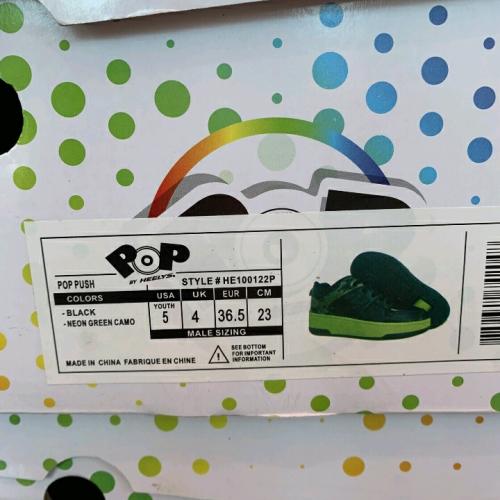 POP
BY HEELYS.
POP PUSH
STYLE # HE100122P
COLORS USA UK EUR CM
- BLACK
- NEON GREEN CAMO
YOUTH
5 4 36.5 23
MALE SIZING
MADE IN CHINA FABRIQUE EN CHINE
! SEE BOTTOM
FOR IMPORTANT
INFORMATION